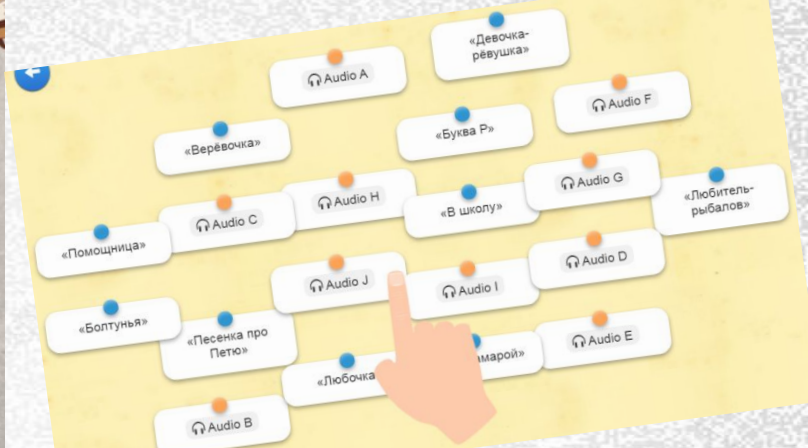 «Девочка-
рёвушка»
Audio A
Audio F
«Буква Р»
«Верёвочка»
Audio G
«Любитель-
рыбалов»
Audio H
«В школу»
Audio C
«Помощница»
Audio D
Audio J
Audio I
«Болтунья»
«Песенка про
Петю»
Audio E
«Любочка
Audio B